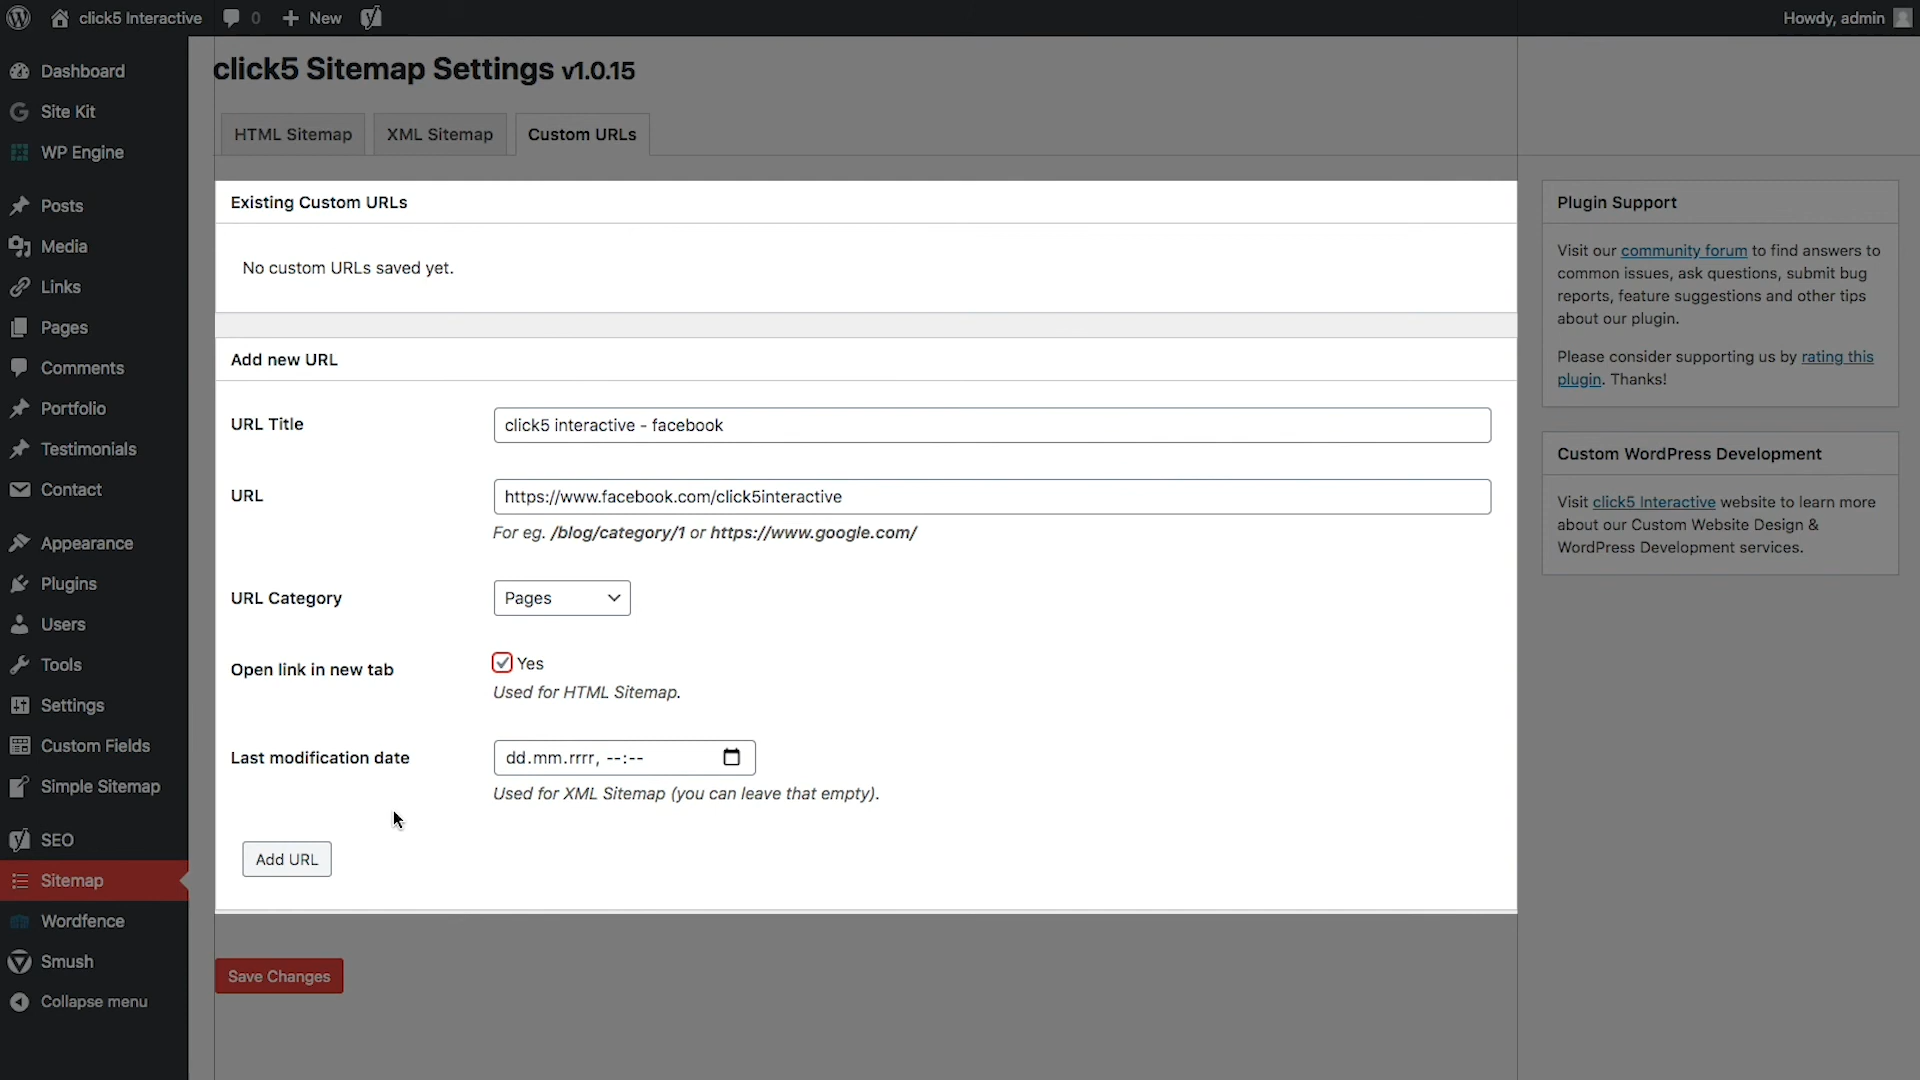 click5 Interactive
0
New
Howdy, admin
Dashboard
Site Kit
WP Engine
Posts
Media
Links
Pages
Comments
Portfolio
Testimonials
Contact
Appearance
Plugins
Users
Tools
Settings
Custom Fields
Simple Sitemap
SEO
Sitemap
Wordfence
Smush
Collapse menu
click5 Sitemap Settings v1.0.15
HTML Sitemap
XML Sitemap
Custom URLs
Existing Custom URLs
No custom URLs saved yet.
Add new URL
URL Title
click5 interactive - facebook
URL
https://www.facebook.com/click5interactive
For eg. /blog/category/1 or https://www.google.com/
URL Category
Pages
Open link in new tab
Yes
Used for HTML Sitemap.
Last modification date
dd.mm.rrrr, --:--
Used for XML Sitemap (you can leave that empty).
Add URL
Save Changes
Plugin Support
Visit our community forum to find answers to
common issues, ask questions, submit bug
reports, feature suggestions and other tips
about our plugin.
Please consider supporting us by rating this
plugin. Thanks!
Custom WordPress Development
Visit click5 Interactive website to learn more
about our Custom Website Design &
WordPress Development services.